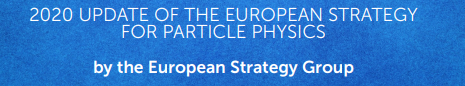 2020 UPDATE OF THE EUROPEAN STRATEGY
FOR PARTICLE PHYSICS
by the European Strategy Group